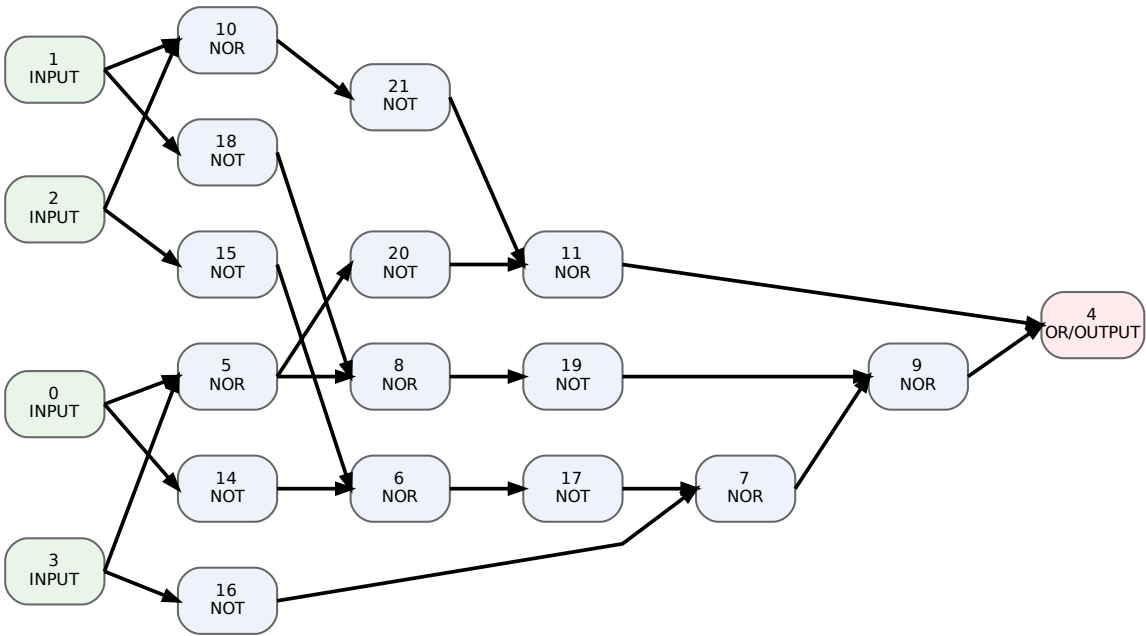 1
INPUT
2
INPUT
0
INPUT
3
INPUT
10
NOR
18
NOT
15
NOT
5
NOR
14
NOT
16
NOT
21
NOT
20
NOT
8
NOR
6
NOR
11
NOR
19
NOT
17
NOT
7
NOR
9
NOR
4
OR/OUTPUT